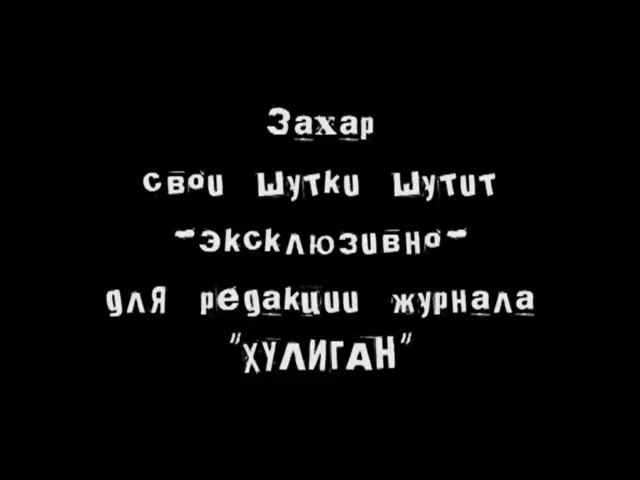 Захар
свои шутки шутит
~эксклюзивно~
для редакции журнала
"ХУЛИГАН"